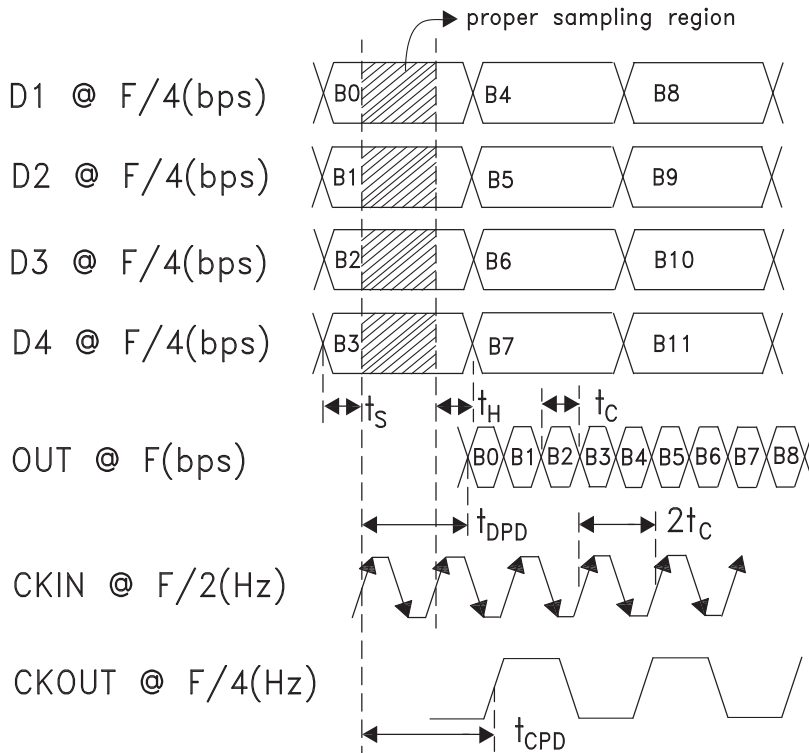 proper sampling region
D1 @ F/4(bps) B0 B4 B8
D2 @ F/4(bps) B1 B5 B9
D3 @ F/4(bps) B2 B6 B10
D4 @ F/4(bps) B3 B7 B11
tS tH tC
OUT @ F(bps) B0 B1 B2 B3 B4 B5 B6 B7 B8
tDPD 2tC
CKIN @ F/2(Hz)
CKOUT @ F/4(Hz)
tCPD